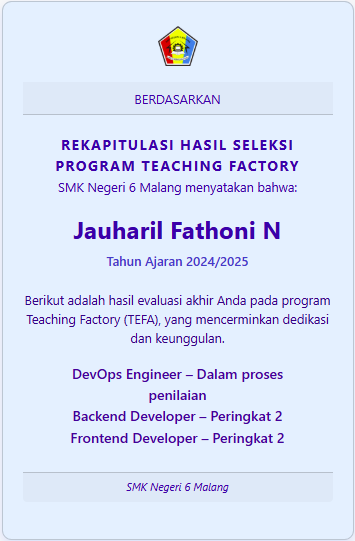 BERDASARKAN
REKAPITULASI HASIL SELEKSI
PROGRAM TEACHING FACTORY
SMK Negeri 6 Malang menyatakan bahwa:
Jauharil Fathoni N
Tahun Ajaran 2024/2025
Berikut adalah hasil evaluasi akhir Anda pada program
Teaching Factory (TEFA), yang mencerminkan dedikasi
dan keunggulan.
DevOps Engineer – Dalam proses
penilaian
Backend Developer – Peringkat 2
Frontend Developer – Peringkat 2
SMK Negeri 6 Malang